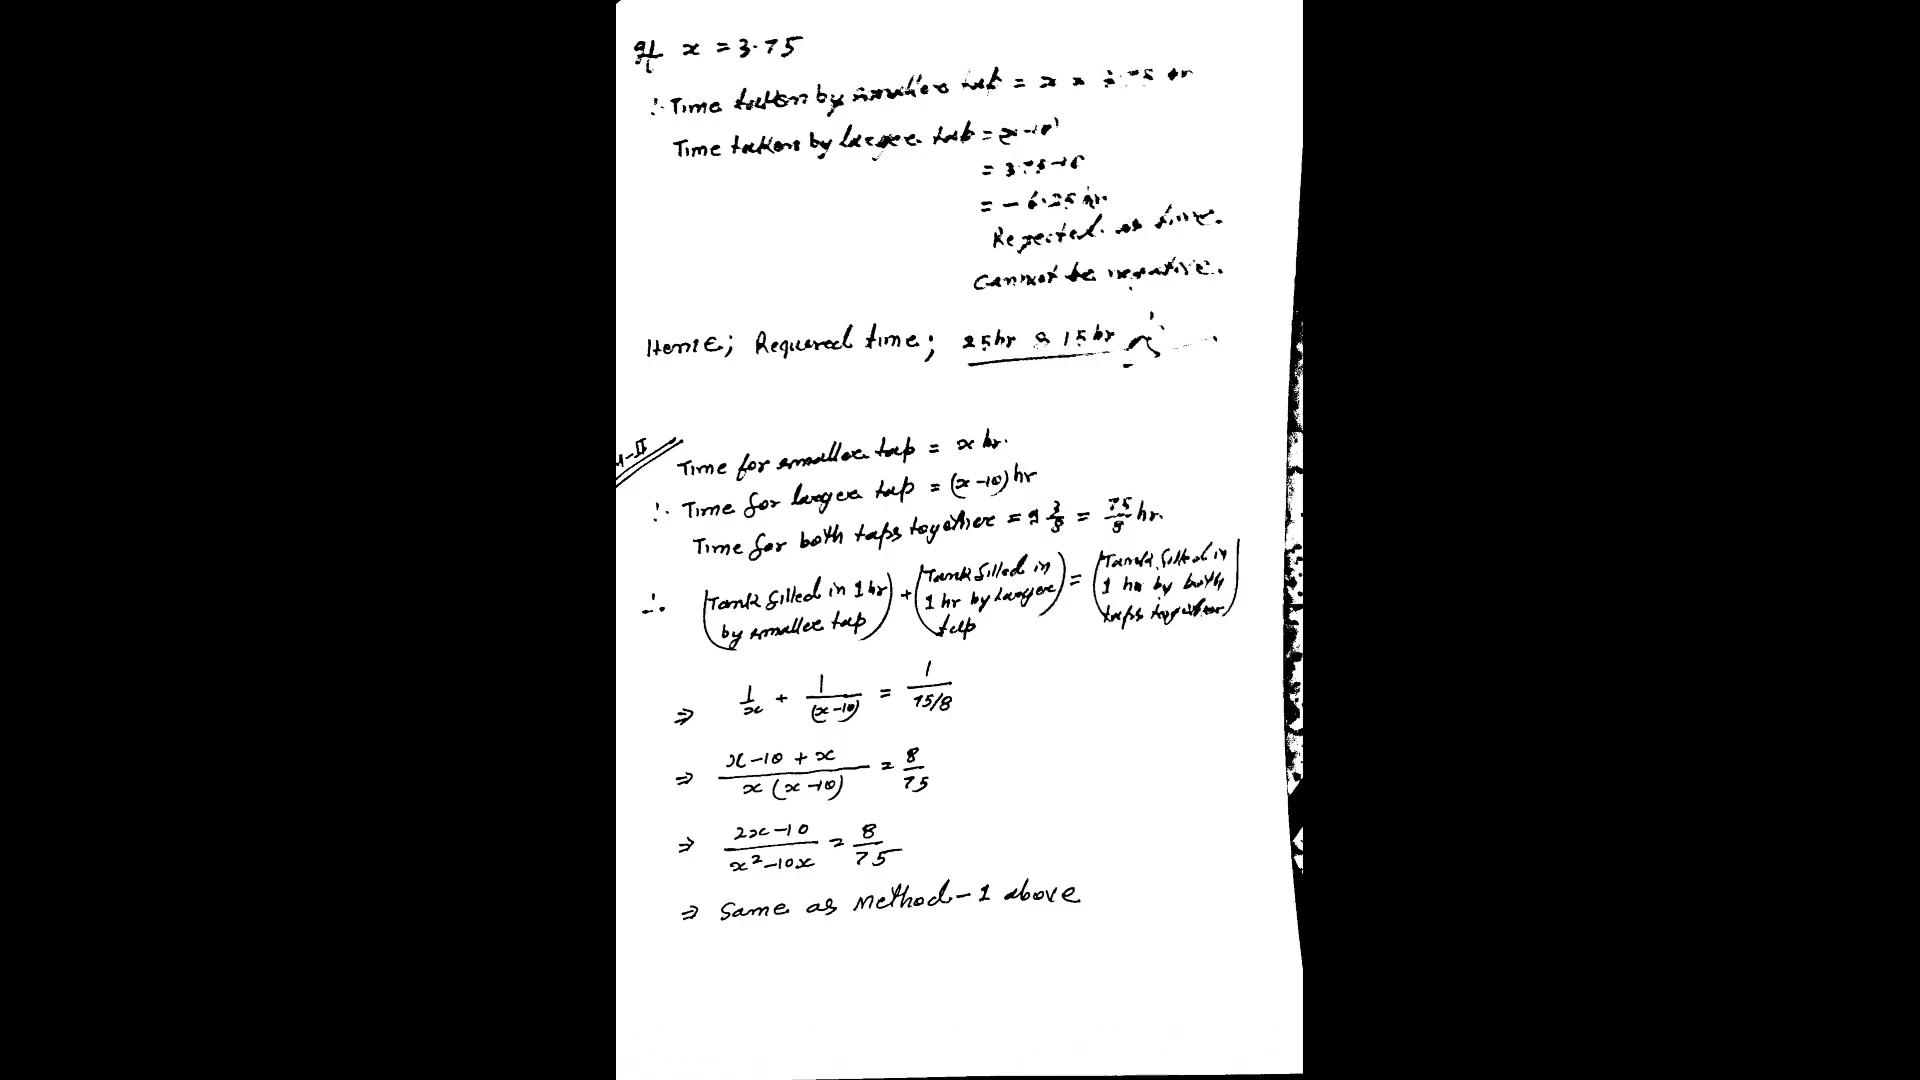 If x = 3.75
∴ Time taken by smaller tap = x = 3.75 hr
Time taken by larger tab = x-10
= 3.75-10
= - 6.25 hr.
Rejected as time
cannot be negative.
Hence; Required time; 25hr & 15hr
M-II
Time for smaller tap = x hr.
∴ Time for larger tap = (x-10) hr
Time for both taps together = 9 3/8 = 75/8 hr.
∴ (Tank filled in 1 hr by smaller tap) + (Tank filled in 1 hr by larger tap) = (Tank filled in 1 hr by both taps together)
⇒ 1/x + 1/(x-10) = 1/(75/8)
⇒ (x-10+x)/(x(x-10)) = 8/75
⇒ (2x-10)/(x²-10x) = 8/75
⇒ Same as Method-1 above